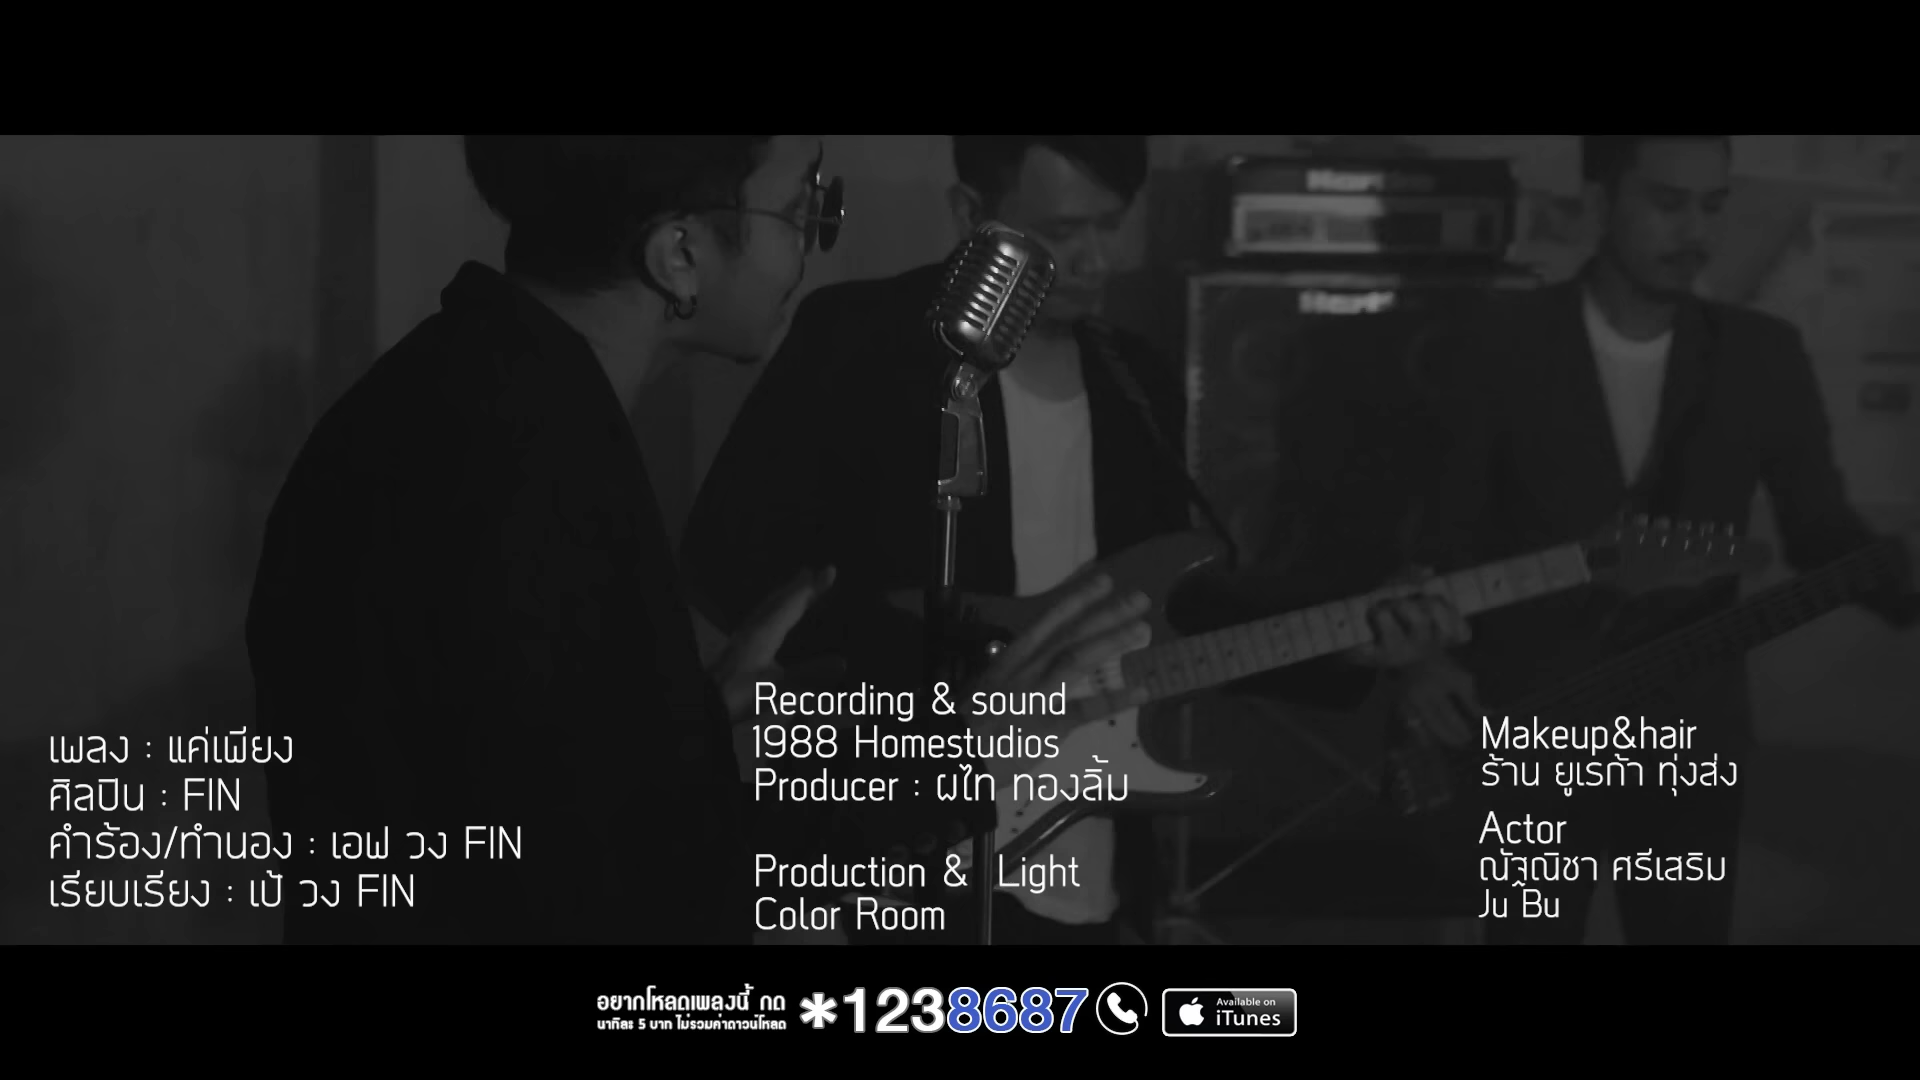 Hartke
Hartke
เพลง : แค่เพียง
ศิลปิน : FIN
คำร้อง/ทำนอง : เอฟ วง FIN
เรียบเรียง : เป้ วง FIN
Recording & sound
1988 Homestudios
Producer : ผไท ทองลิ้ม
Production & Light
Color Room
Makeup&hair
ร้าน ยูเรก้า ทุ่งส่ง
Actor
ณัฐณิชา ศรีเสริม
Ju Bu
อยากโหลดเพลงนี้ กด
นาทีละ 5 บาท ไม่รวมค่าดาวน์โหลด
*1238687
Available on
iTunes